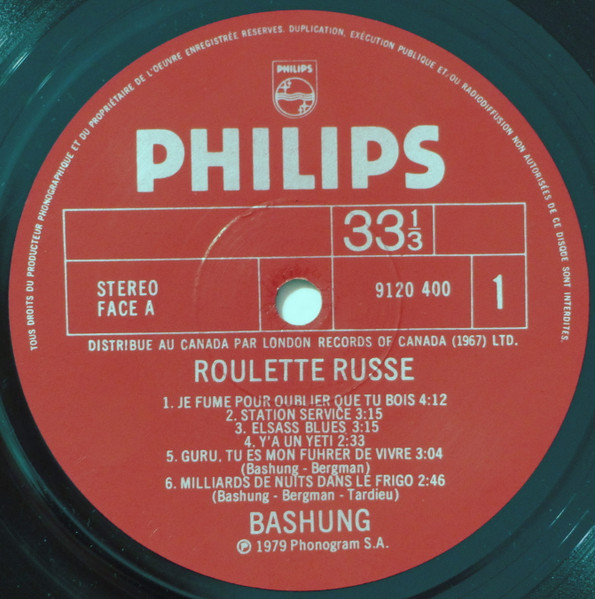 TOUS DROITS DU PRODUCTEUR PHONOGRAPHIQUE ET DU PROPRIÉTAIRE DE L'OEUVRE ENREGISTRÉE RESERVES. DUPLICATION, EXÉCUTION PUBLIQUE ET/OU RADIODIFFUSION NON AUTORISÉES DE CE DISQUE SONT INTERDITES.
PHILIPS
PHILIPS
33 1/3
STEREO
FACE A
9120 400
1
DISTRIBUE AU CANADA PAR LONDON RECORDS OF CANADA (1967) LTD.
ROULETTE RUSSE
1. JE FUME POUR OUBLIER QUE TU BOIS 4:12
2. STATION SERVICE 3:15
3. ELSASS BLUES 3:15
4. Y'A UN YETI 2:33
5. GURU, TU ES MON FUHRER DE VIVRE 3:04
(Bashung - Bergman)
6. MILLIARDS DE NUITS DANS LE FRIGO 2:46
(Bashung - Bergman - Tardieu)
BASHUNG
℗ 1979 Phonogram S.A.